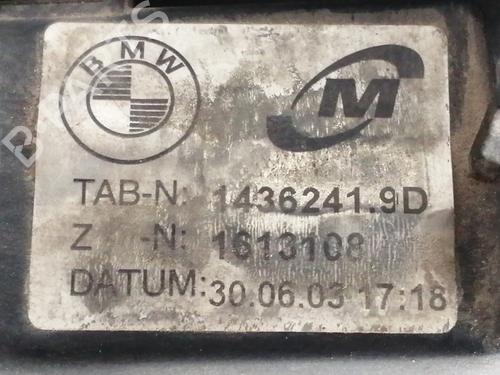 BMW
M
TAB-N: 1436241.9D
Z -N: 1613108
DATUM: 30.06.03 17:18